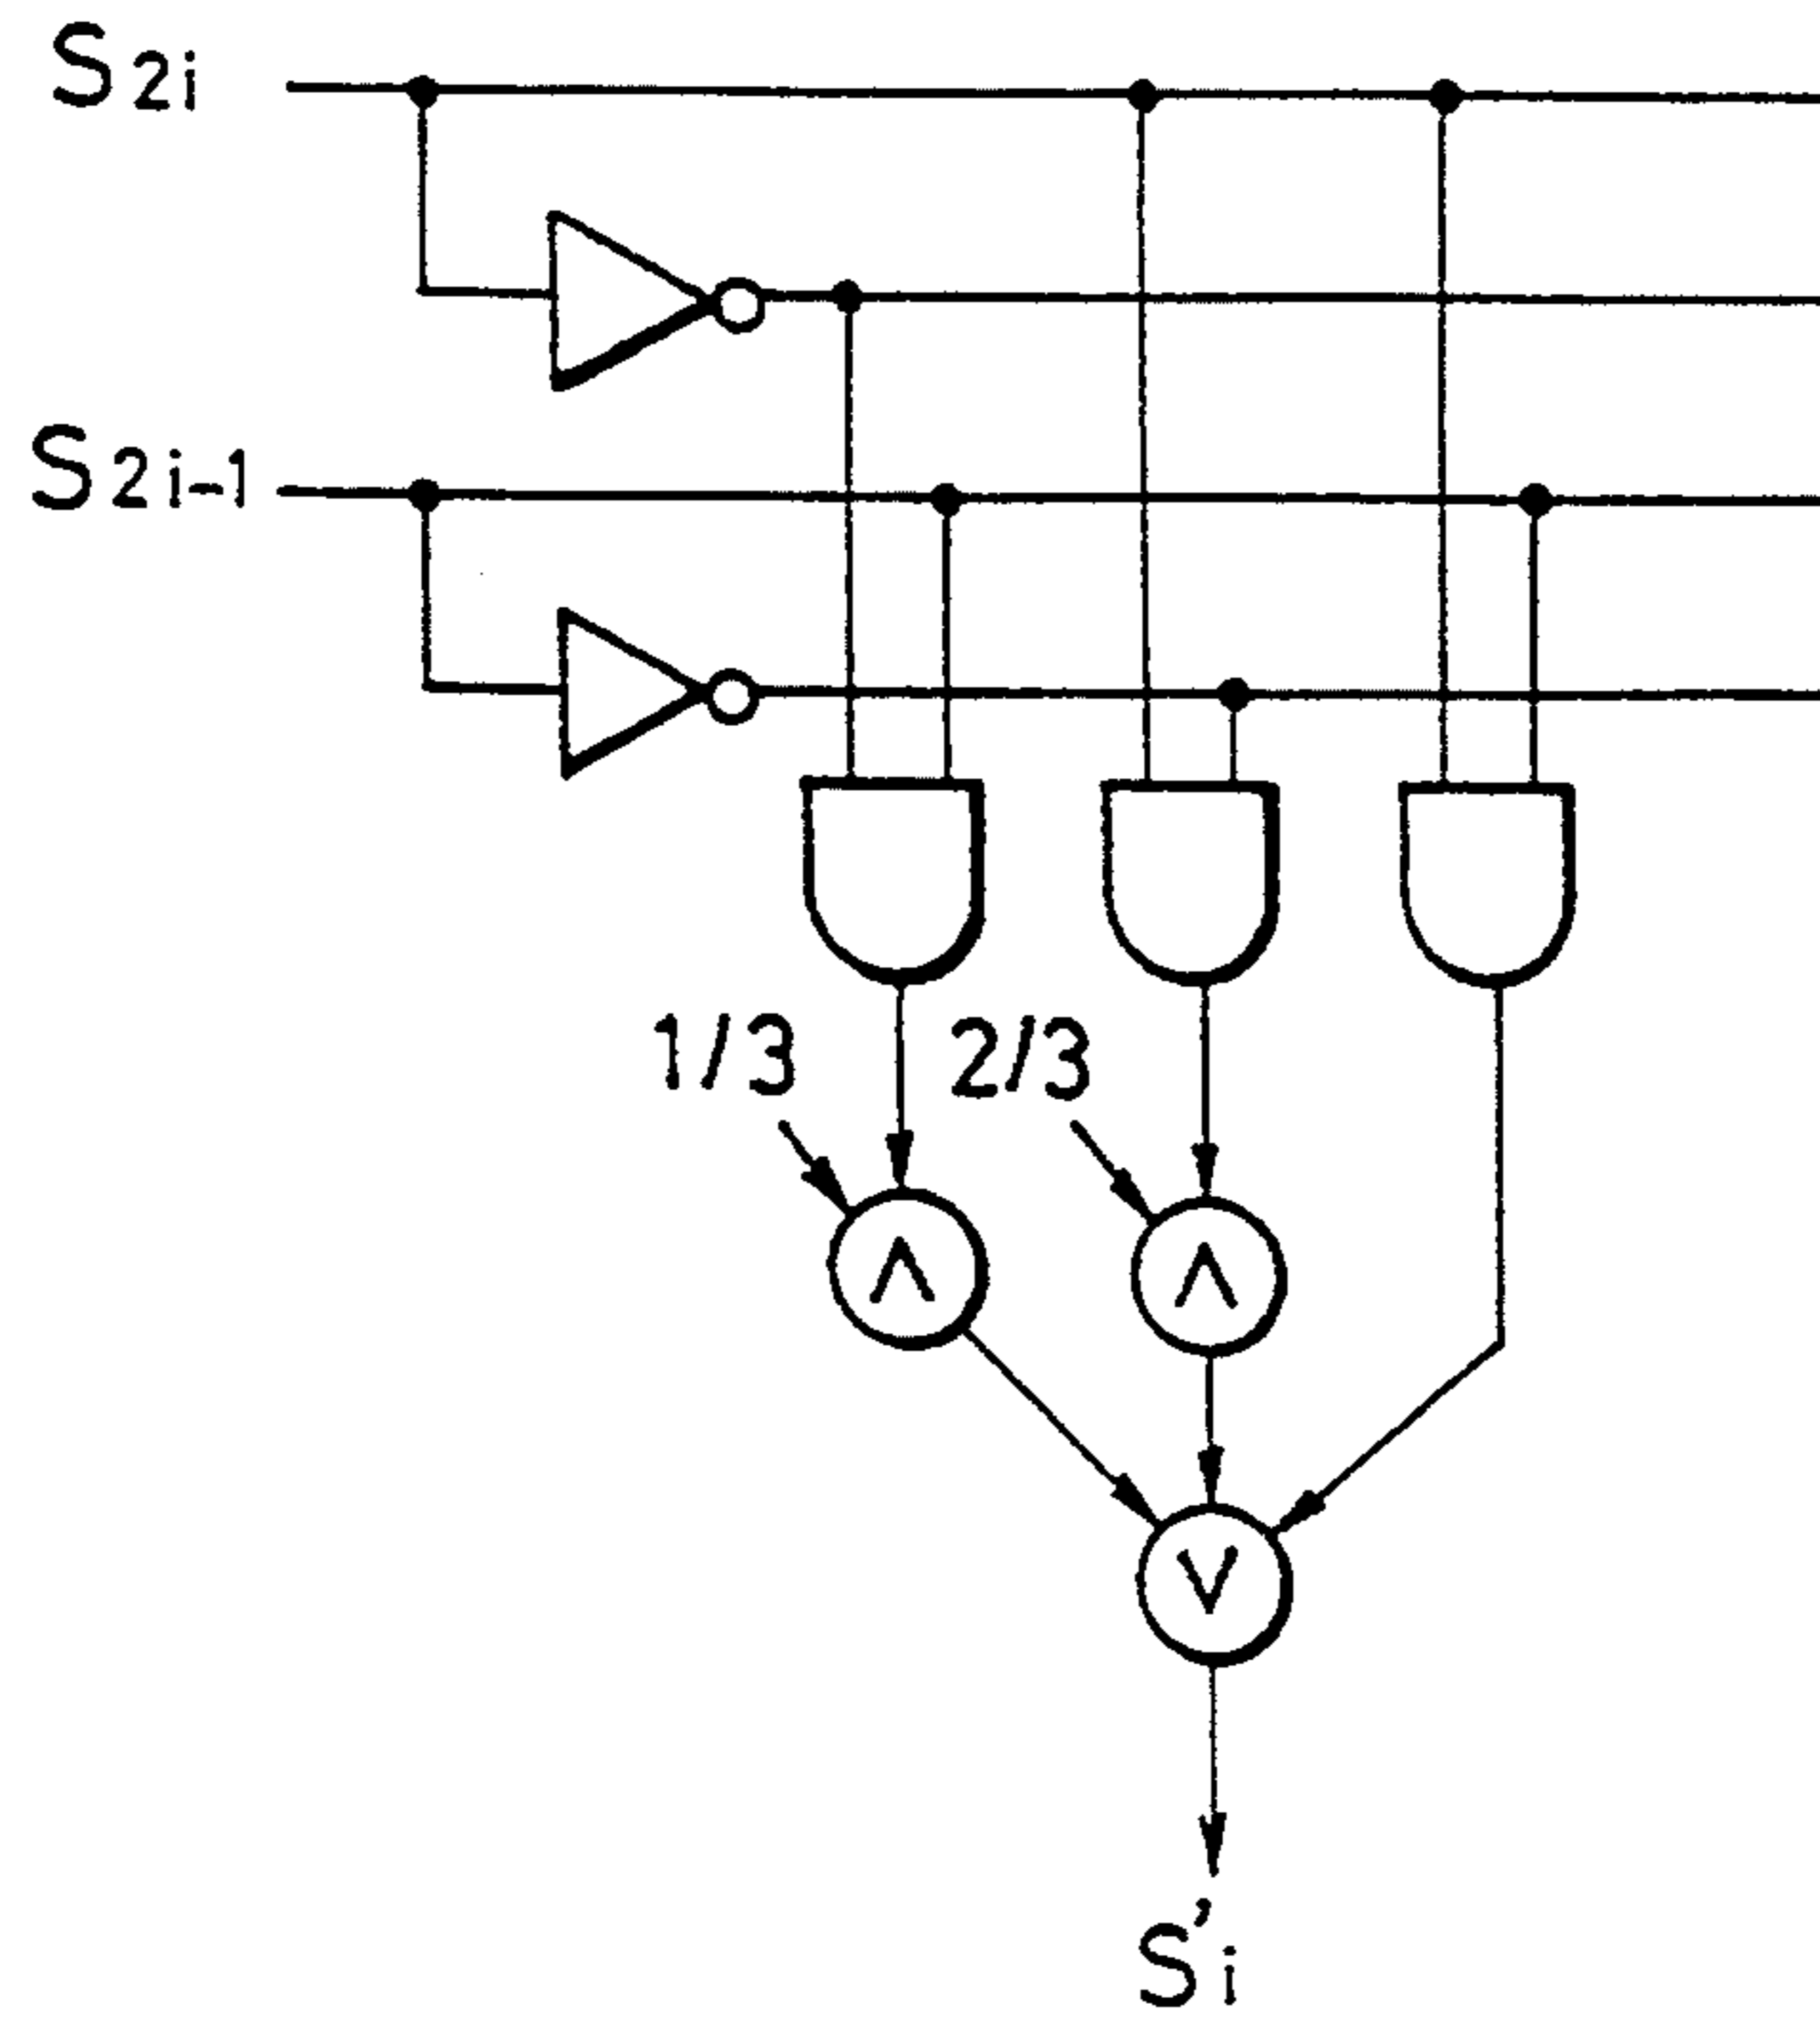 S2i
S2i-1
1/3 2/3
∧ ∧
∨
S'i